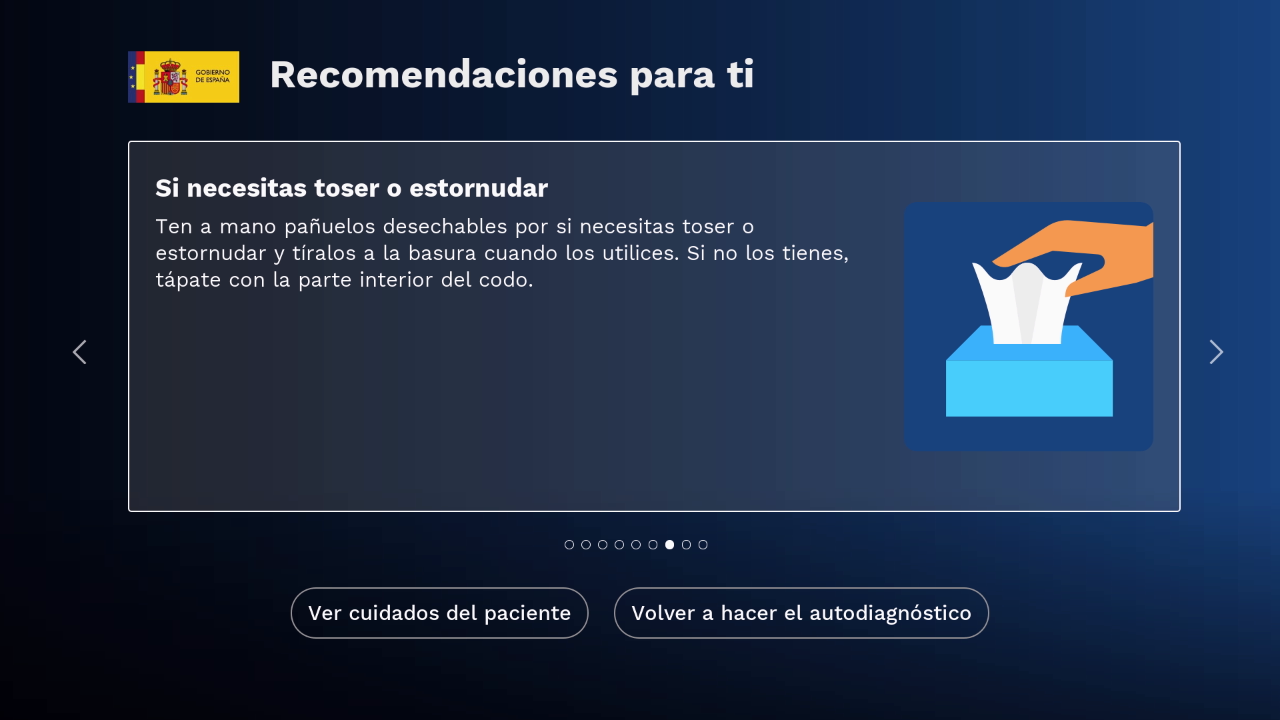 GOBIERNO
DE ESPAÑA
Recomendaciones para ti
Si necesitas toser o estornudar
Ten a mano pañuelos desechables por si necesitas toser o
estornudar y tíralos a la basura cuando los utilices. Si no los tienes,
tápate con la parte interior del codo.
Ver cuidados del paciente
Volver a hacer el autodiagnóstico